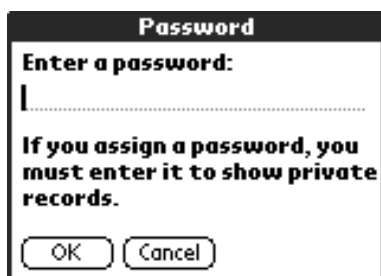 Password
Enter a password:
If you assign a password, you
must enter it to show private
records.
OK Cancel